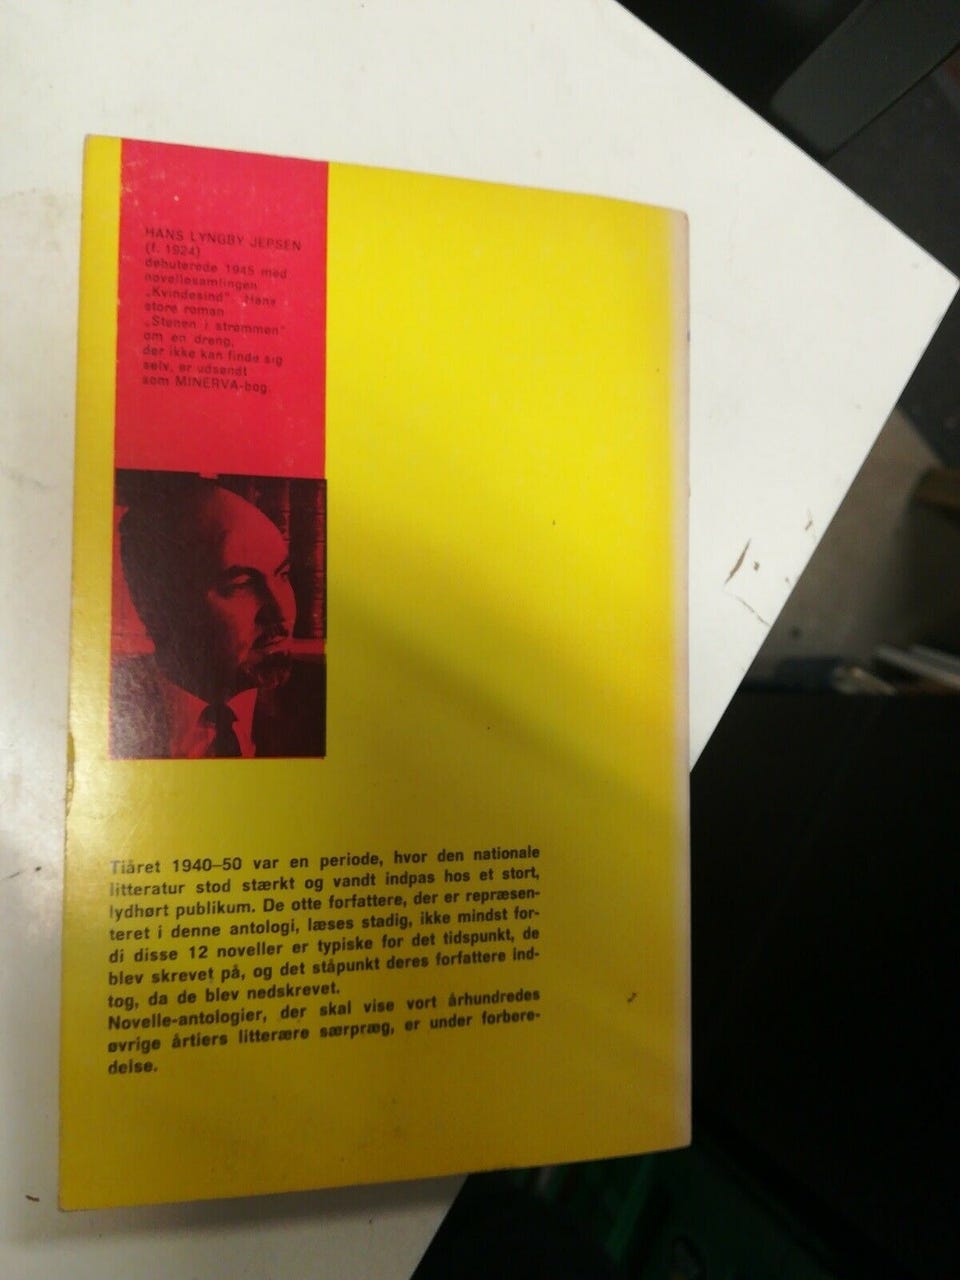 HANS LYNGBY JEPSEN
(f. 1924)
debuterede 1945 med
novellesamlingen
„Kvindesind”. Hans
store roman
„Stenen i strømmen”
om en dreng,
der ikke kan finde sig
selv, er udsendt
som MINERVA-bog.
Tiåret 1940–50 var en periode, hvor den nationale
litteratur stod stærkt og vandt indpas hos et stort,
lydhørt publikum. De otte forfattere, der er repræsen-
teret i denne antologi, læses stadig, ikke mindst for-
di disse 12 noveller er typiske for det tidspunkt, de
blev skrevet på, og det ståpunkt deres forfattere ind-
tog, da de blev nedskrevet.
Novelle-antologier, der skal vise vort århundredes
øvrige årtiers litterære særpræg, er under forbere-
delse.